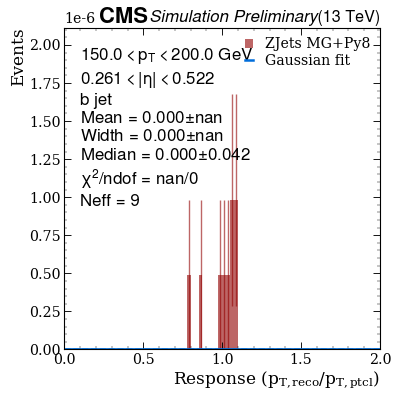 1e-6 CMS Simulation Preliminary (13 TeV)
150.0 < p_T < 200.0 GeV
0.261 < |η| < 0.522
b jet
Mean = 0.000±nan
Width = 0.000±nan
Median = 0.000±0.042
χ²/ndof = nan/0
Neff = 9
ZJets MG+Py8
Gaussian fit
Events
2.00
1.75
1.50
1.25
1.00
0.75
0.50
0.25
0.00
0.0 0.5 1.0 1.5 2.0
Response (p_T,reco/p_T,ptcl)